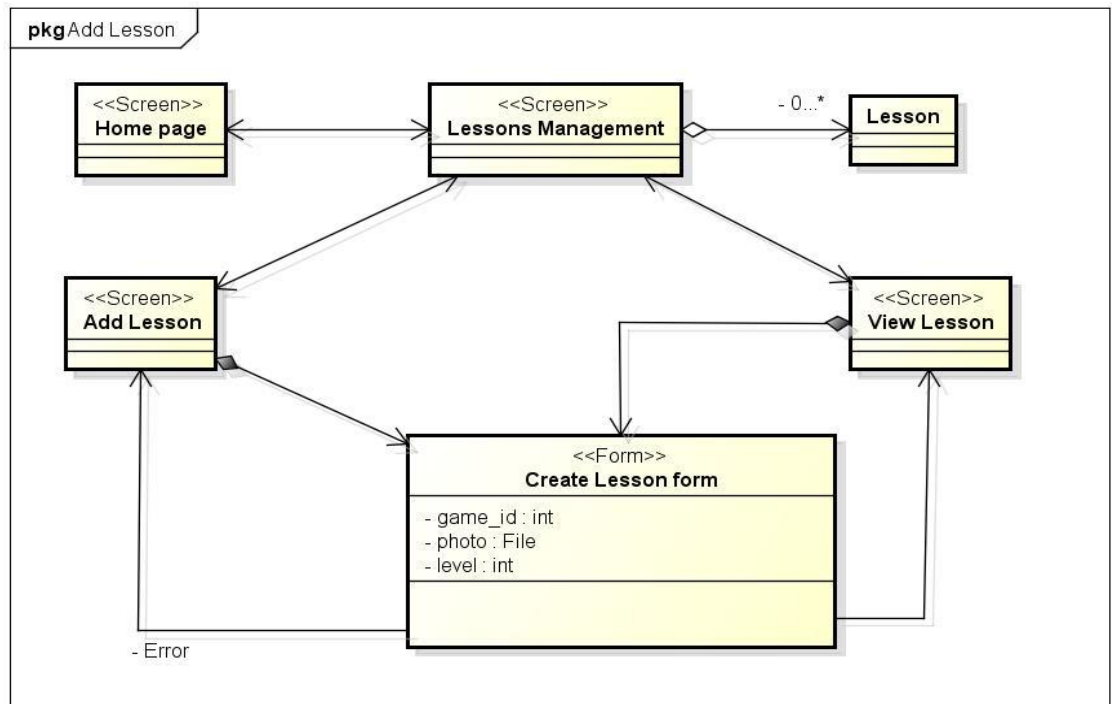 pkg Add Lesson
<<Screen>>
Home page
<<Screen>>
Lessons Management
- 0...*
Lesson
<<Screen>>
Add Lesson
<<Screen>>
View Lesson
<<Form>>
Create Lesson form
- game_id : int
- photo : File
- level : int
- Error